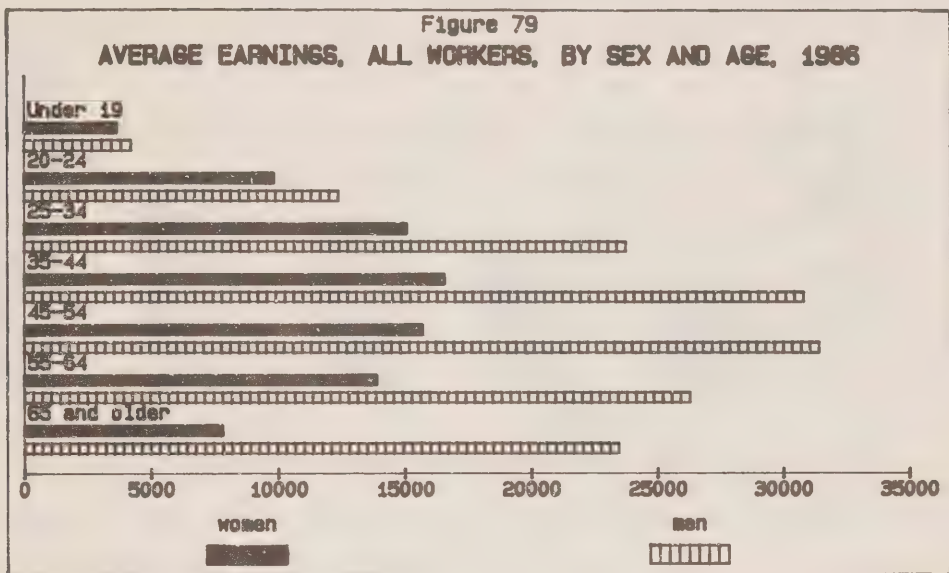 Figure 79
AVERAGE EARNINGS, ALL WORKERS, BY SEX AND AGE, 1986
Under 19
20-24
25-34
35-44
45-54
55-64
65 and older
0 5000 10000 15000 20000 25000 30000 35000
women men